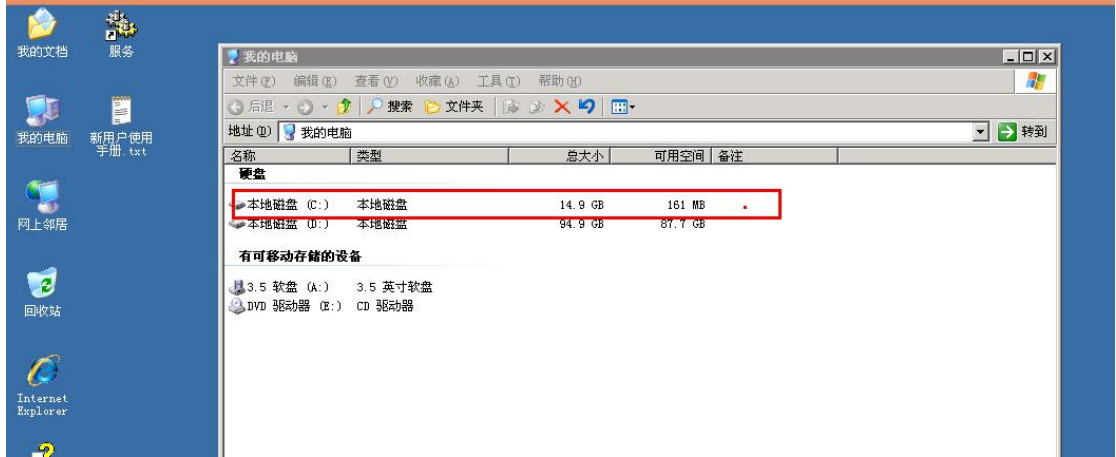 我的文档
服务
我的电脑
新用户使用
手册.txt
网上邻居
回收站
Internet
Explorer
我的电脑
文件(F) 编辑(E) 查看(V) 收藏(A) 工具(T) 帮助(H)
后退 搜索 文件夹
地址(D) 我的电脑 转到
名称 类型 总大小 可用空间 备注
硬盘
本地磁盘 (C:) 本地磁盘 14.9 GB 161 MB
本地磁盘 (D:) 本地磁盘 94.9 GB 87.7 GB
有可移动存储的设备
3.5 软盘 (A:) 3.5 英寸软盘
DVD 驱动器 (E:) CD 驱动器